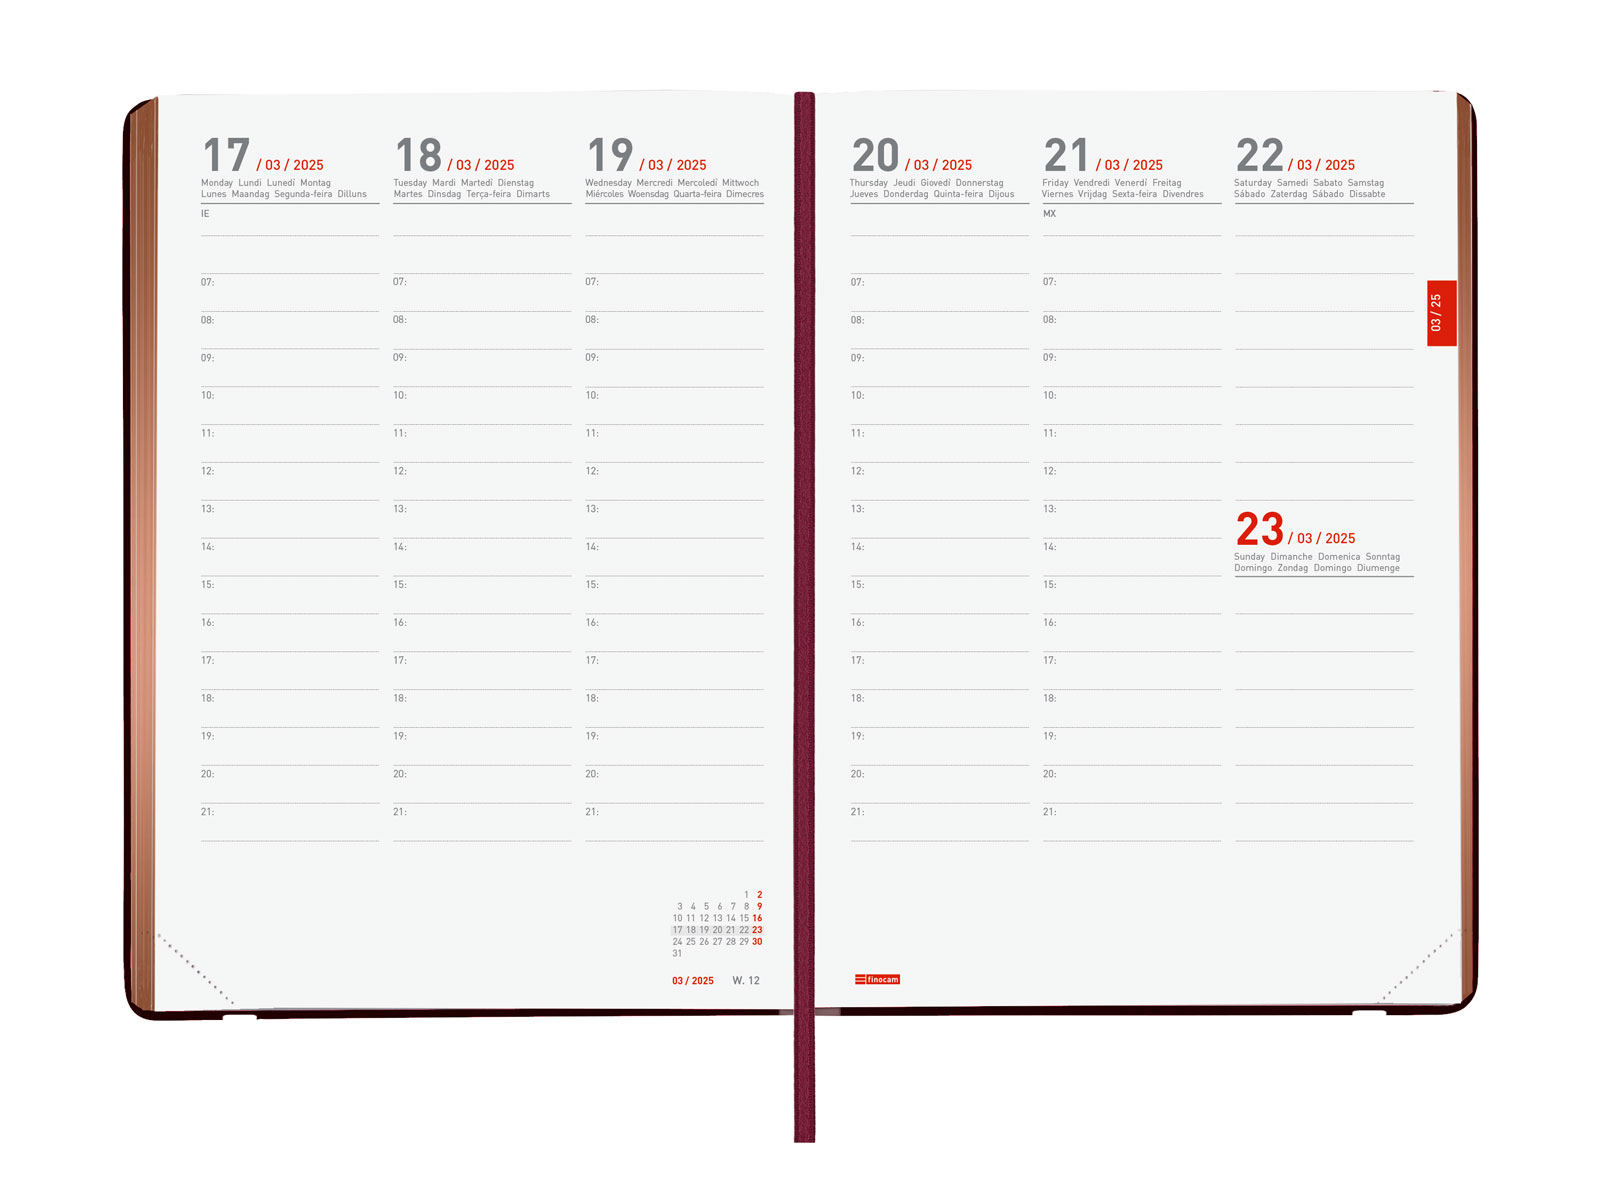 17 / 03 / 2025
Monday Lundi Lunedí Montag
Lunes Maandag Segunda-feira Dilluns
IE
07:
08:
09:
10:
11:
12:
13:
14:
15:
16:
17:
18:
19:
20:
21:
18 / 03 / 2025
Tuesday Mardi Martedí Dienstag
Martes Dinsdag Terça-feira Dimarts
07:
08:
09:
10:
11:
12:
13:
14:
15:
16:
17:
18:
19:
20:
21:
19 / 03 / 2025
Wednesday Mercredi Mercoledí Mittwoch
Miércoles Woensdag Quarta-feira Dimecres
07:
08:
09:
10:
11:
12:
13:
14:
15:
16:
17:
18:
19:
20:
21:
1 2
3 4 5 6 7 8 9
10 11 12 13 14 15 16
17 18 19 20 21 22 23
24 25 26 27 28 29 30
31
03 / 2025 W. 12
20 / 03 / 2025
Thursday Jeudi Giovedí Donnerstag
Jueves Donderdag Quinta-feira Dijous
07:
08:
09:
10:
11:
12:
13:
14:
15:
16:
17:
18:
19:
20:
21:
finocam
21 / 03 / 2025
Friday Vendredi Venerdí Freitag
Viernes Vrijdag Sexta-feira Divendres
MX
07:
08:
09:
10:
11:
12:
13:
14:
15:
16:
17:
18:
19:
20:
21:
22 / 03 / 2025
Saturday Samedi Sabato Samstag
Sábado Zaterdag Sábado Dissabte
23 / 03 / 2025
Sunday Dimanche Domenica Sonntag
Domingo Zondag Domingo Diumenge
03 / 25